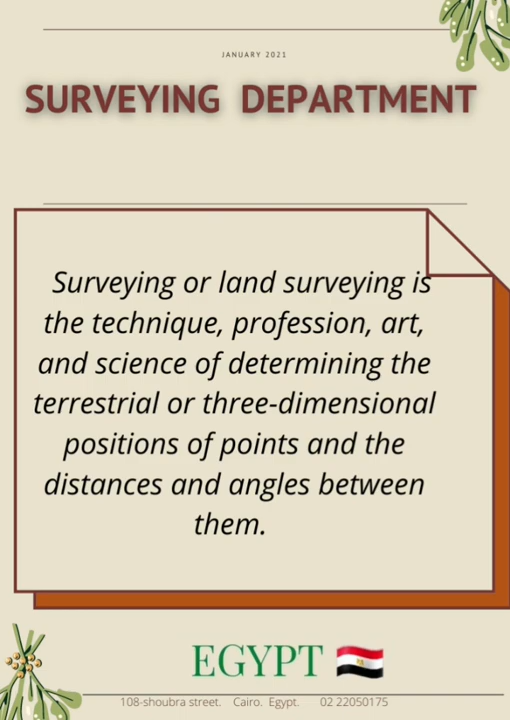 JANUARY 2021
SURVEYING DEPARTMENT
Surveying or land surveying is
the technique, profession, art,
and science of determining the
terrestrial or three-dimensional
positions of points and the
distances and angles between
them.
EGYPT 🇪🇬
108-shoubra street. Cairo. Egypt. 02 22050175